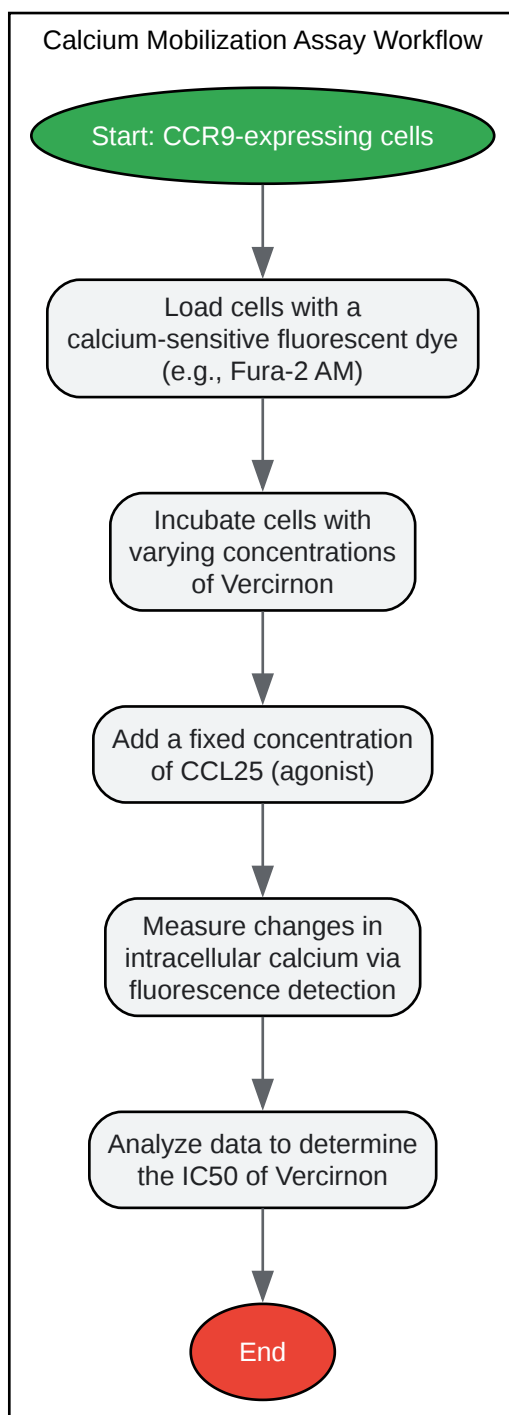 Calcium Mobilization Assay Workflow
Start: CCR9-expressing cells
Load cells with a
calcium-sensitive fluorescent dye
(e.g., Fura-2 AM)
Incubate cells with
varying concentrations
of Vercirnon
Add a fixed concentration
of CCL25 (agonist)
Measure changes in
intracellular calcium via
fluorescence detection
Analyze data to determine
the IC50 of Vercirnon
End